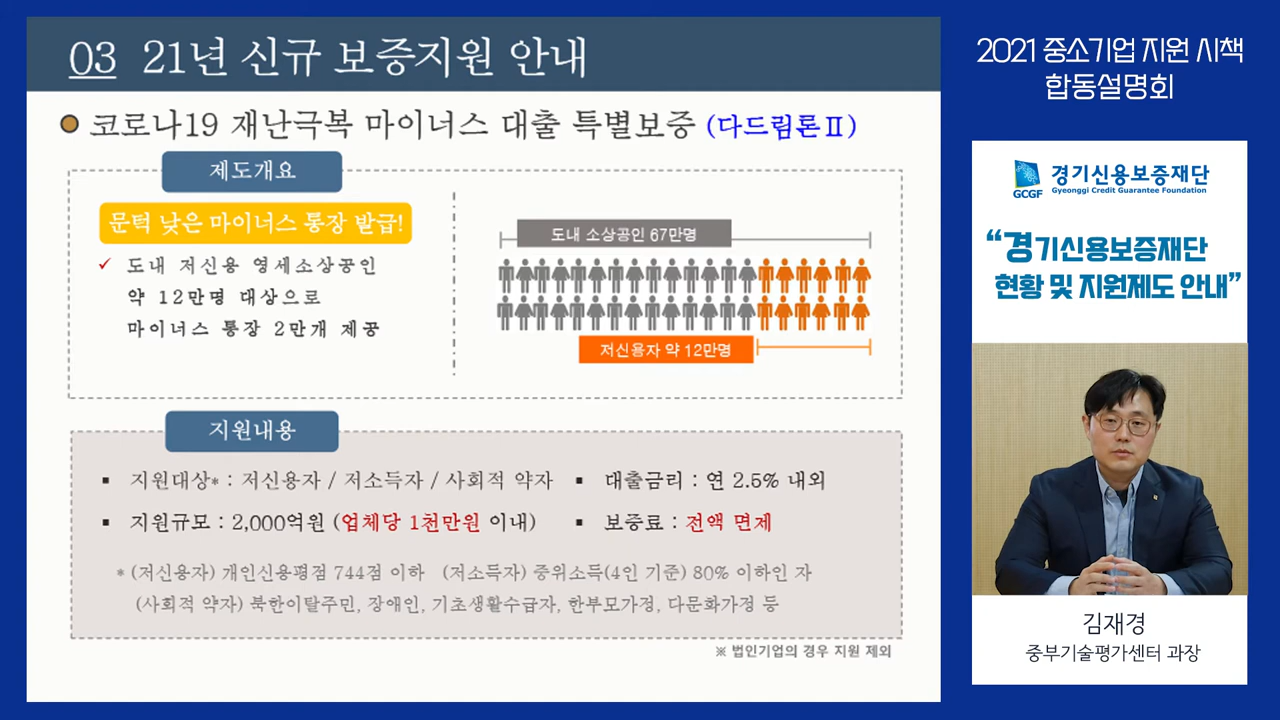 03 21년 신규 보증지원 안내
코로나19 재난극복 마이너스 대출 특별보증 (다드림론Ⅱ)
제도개요
문턱 낮은 마이너스 통장 발급!
✓ 도내 저신용 영세소상공인
약 12만명 대상으로
마이너스 통장 2만개 제공
도내 소상공인 67만명
저신용자 약 12만명
지원내용
▪ 지원대상* : 저신용자 / 저소득자 / 사회적 약자
▪ 대출금리 : 연 2.5% 내외
▪ 지원규모 : 2,000억원 (업체당 1천만원 이내)
▪ 보증료 : 전액 면제
* (저신용자) 개인신용평점 744점 이하 (저소득자) 중위소득(4인 기준) 80% 이하인 자
(사회적 약자) 북한이탈주민, 장애인, 기초생활수급자, 한부모가정, 다문화가정 등
※ 법인기업의 경우 지원 제외
2021 중소기업 지원 시책
합동설명회
GCGF 경기신용보증재단
Gyeonggi Credit Guarantee Foundation
“경기신용보증재단
현황 및 지원제도 안내”
김재경
중부기술평가센터 과장